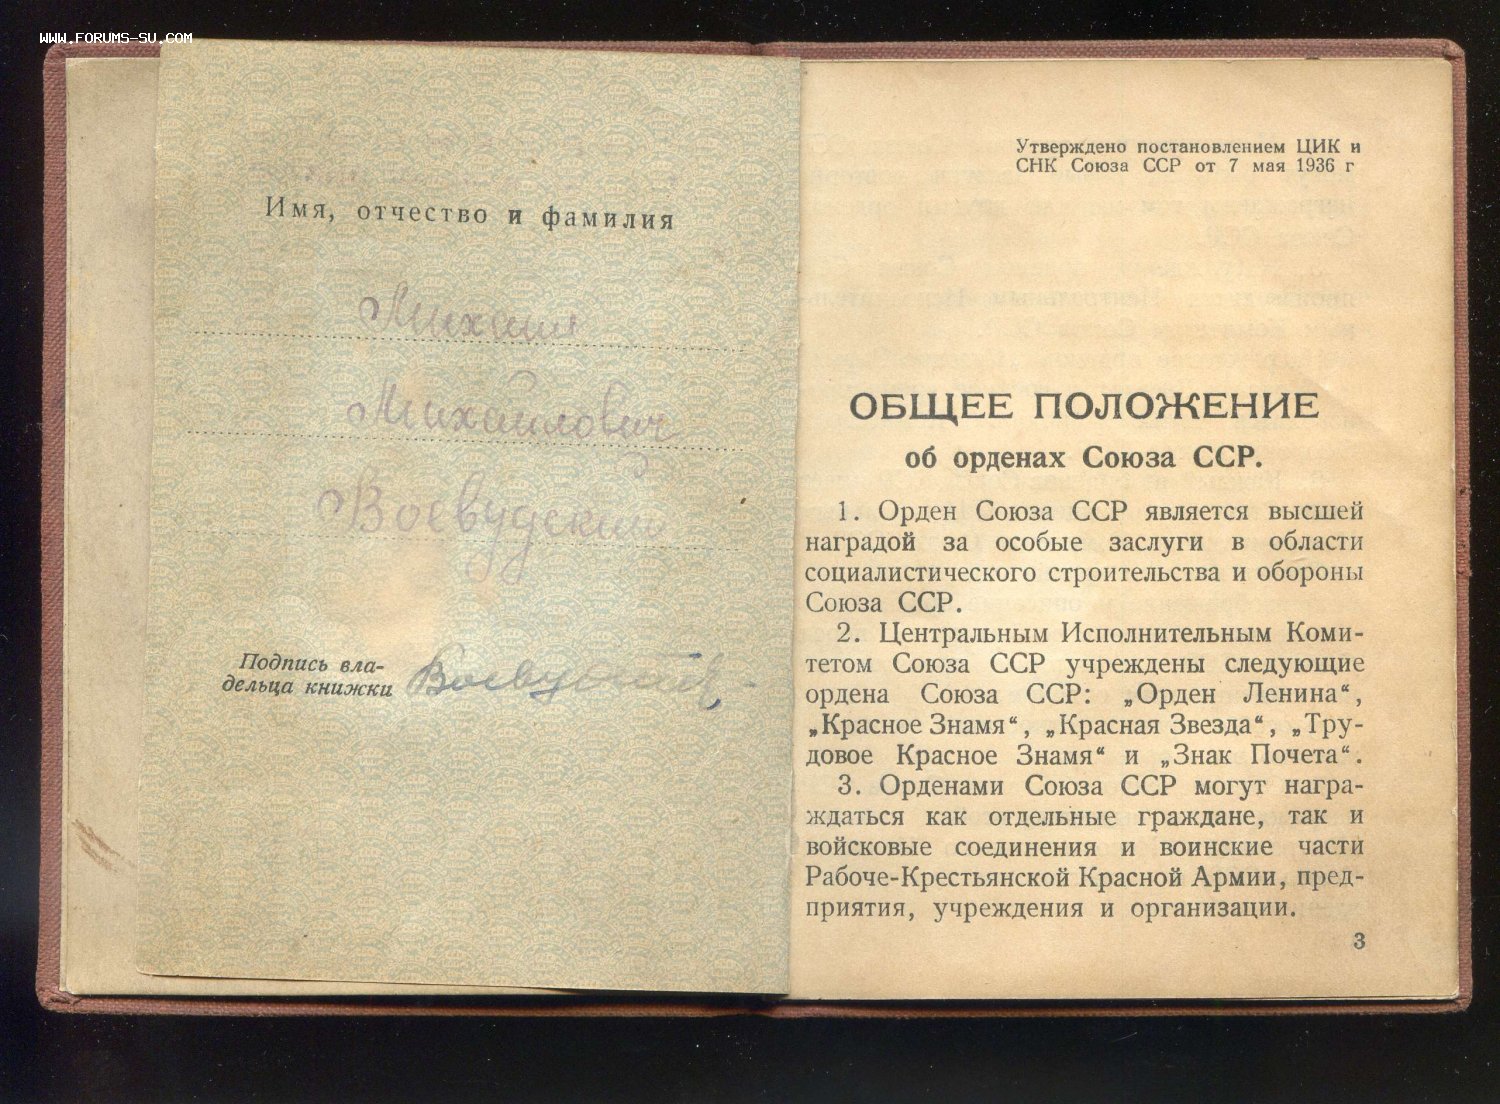 WWW.FORUMS-SU.COM
Имя, отчество и фамилия
Михаил
Михайлович
Воевудский
Подпись вла-
дельца книжки
Утверждено постановлением ЦИК и
СНК Союза ССР от 7 мая 1936 г
ОБЩЕЕ ПОЛОЖЕНИЕ
об орденах Союза ССР.
1. Орден Союза ССР является высшей
наградой за особые заслуги в области
социалистического строительства и обороны
Союза ССР.
2. Центральным Исполнительным Коми-
тетом Союза ССР учреждены следующие
ордена Союза ССР: „Орден Ленина“,
„Красное Знамя“, „Красная Звезда“, „Тру-
довое Красное Знамя“ и „Знак Почета“.
3. Орденами Союза ССР могут награ-
ждаться как отдельные граждане, так и
войсковые соединения и воинские части
Рабоче-Крестьянской Красной Армии, пред-
приятия, учреждения и организации.
3